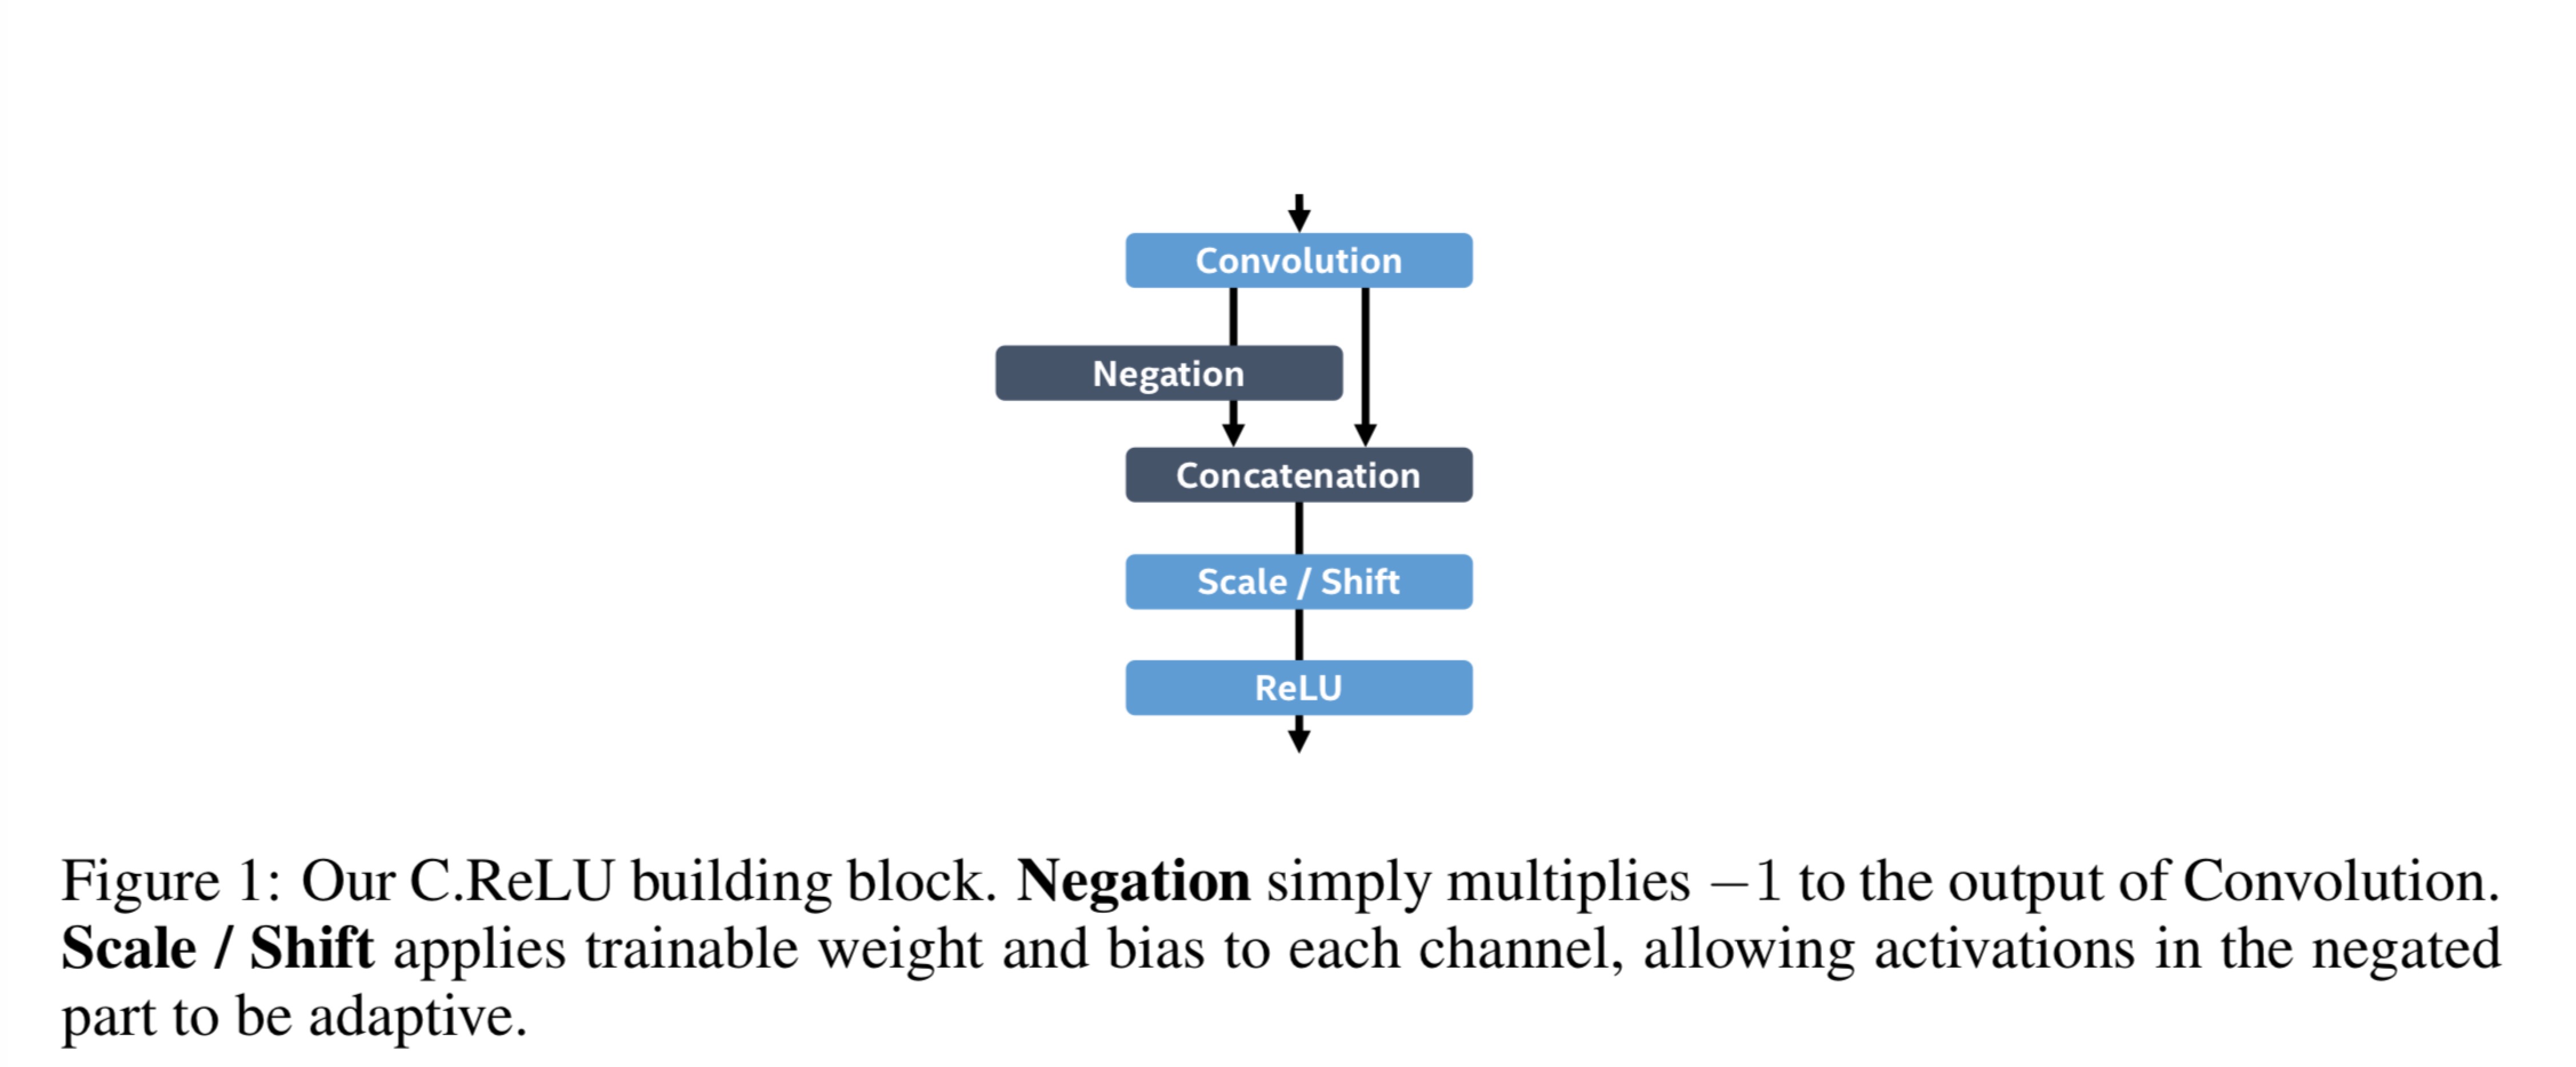 Convolution
Negation
Concatenation
Scale / Shift
ReLU
Figure 1: Our C.ReLU building block. Negation simply multiplies −1 to the output of Convolution.
Scale / Shift applies trainable weight and bias to each channel, allowing activations in the negated
part to be adaptive.